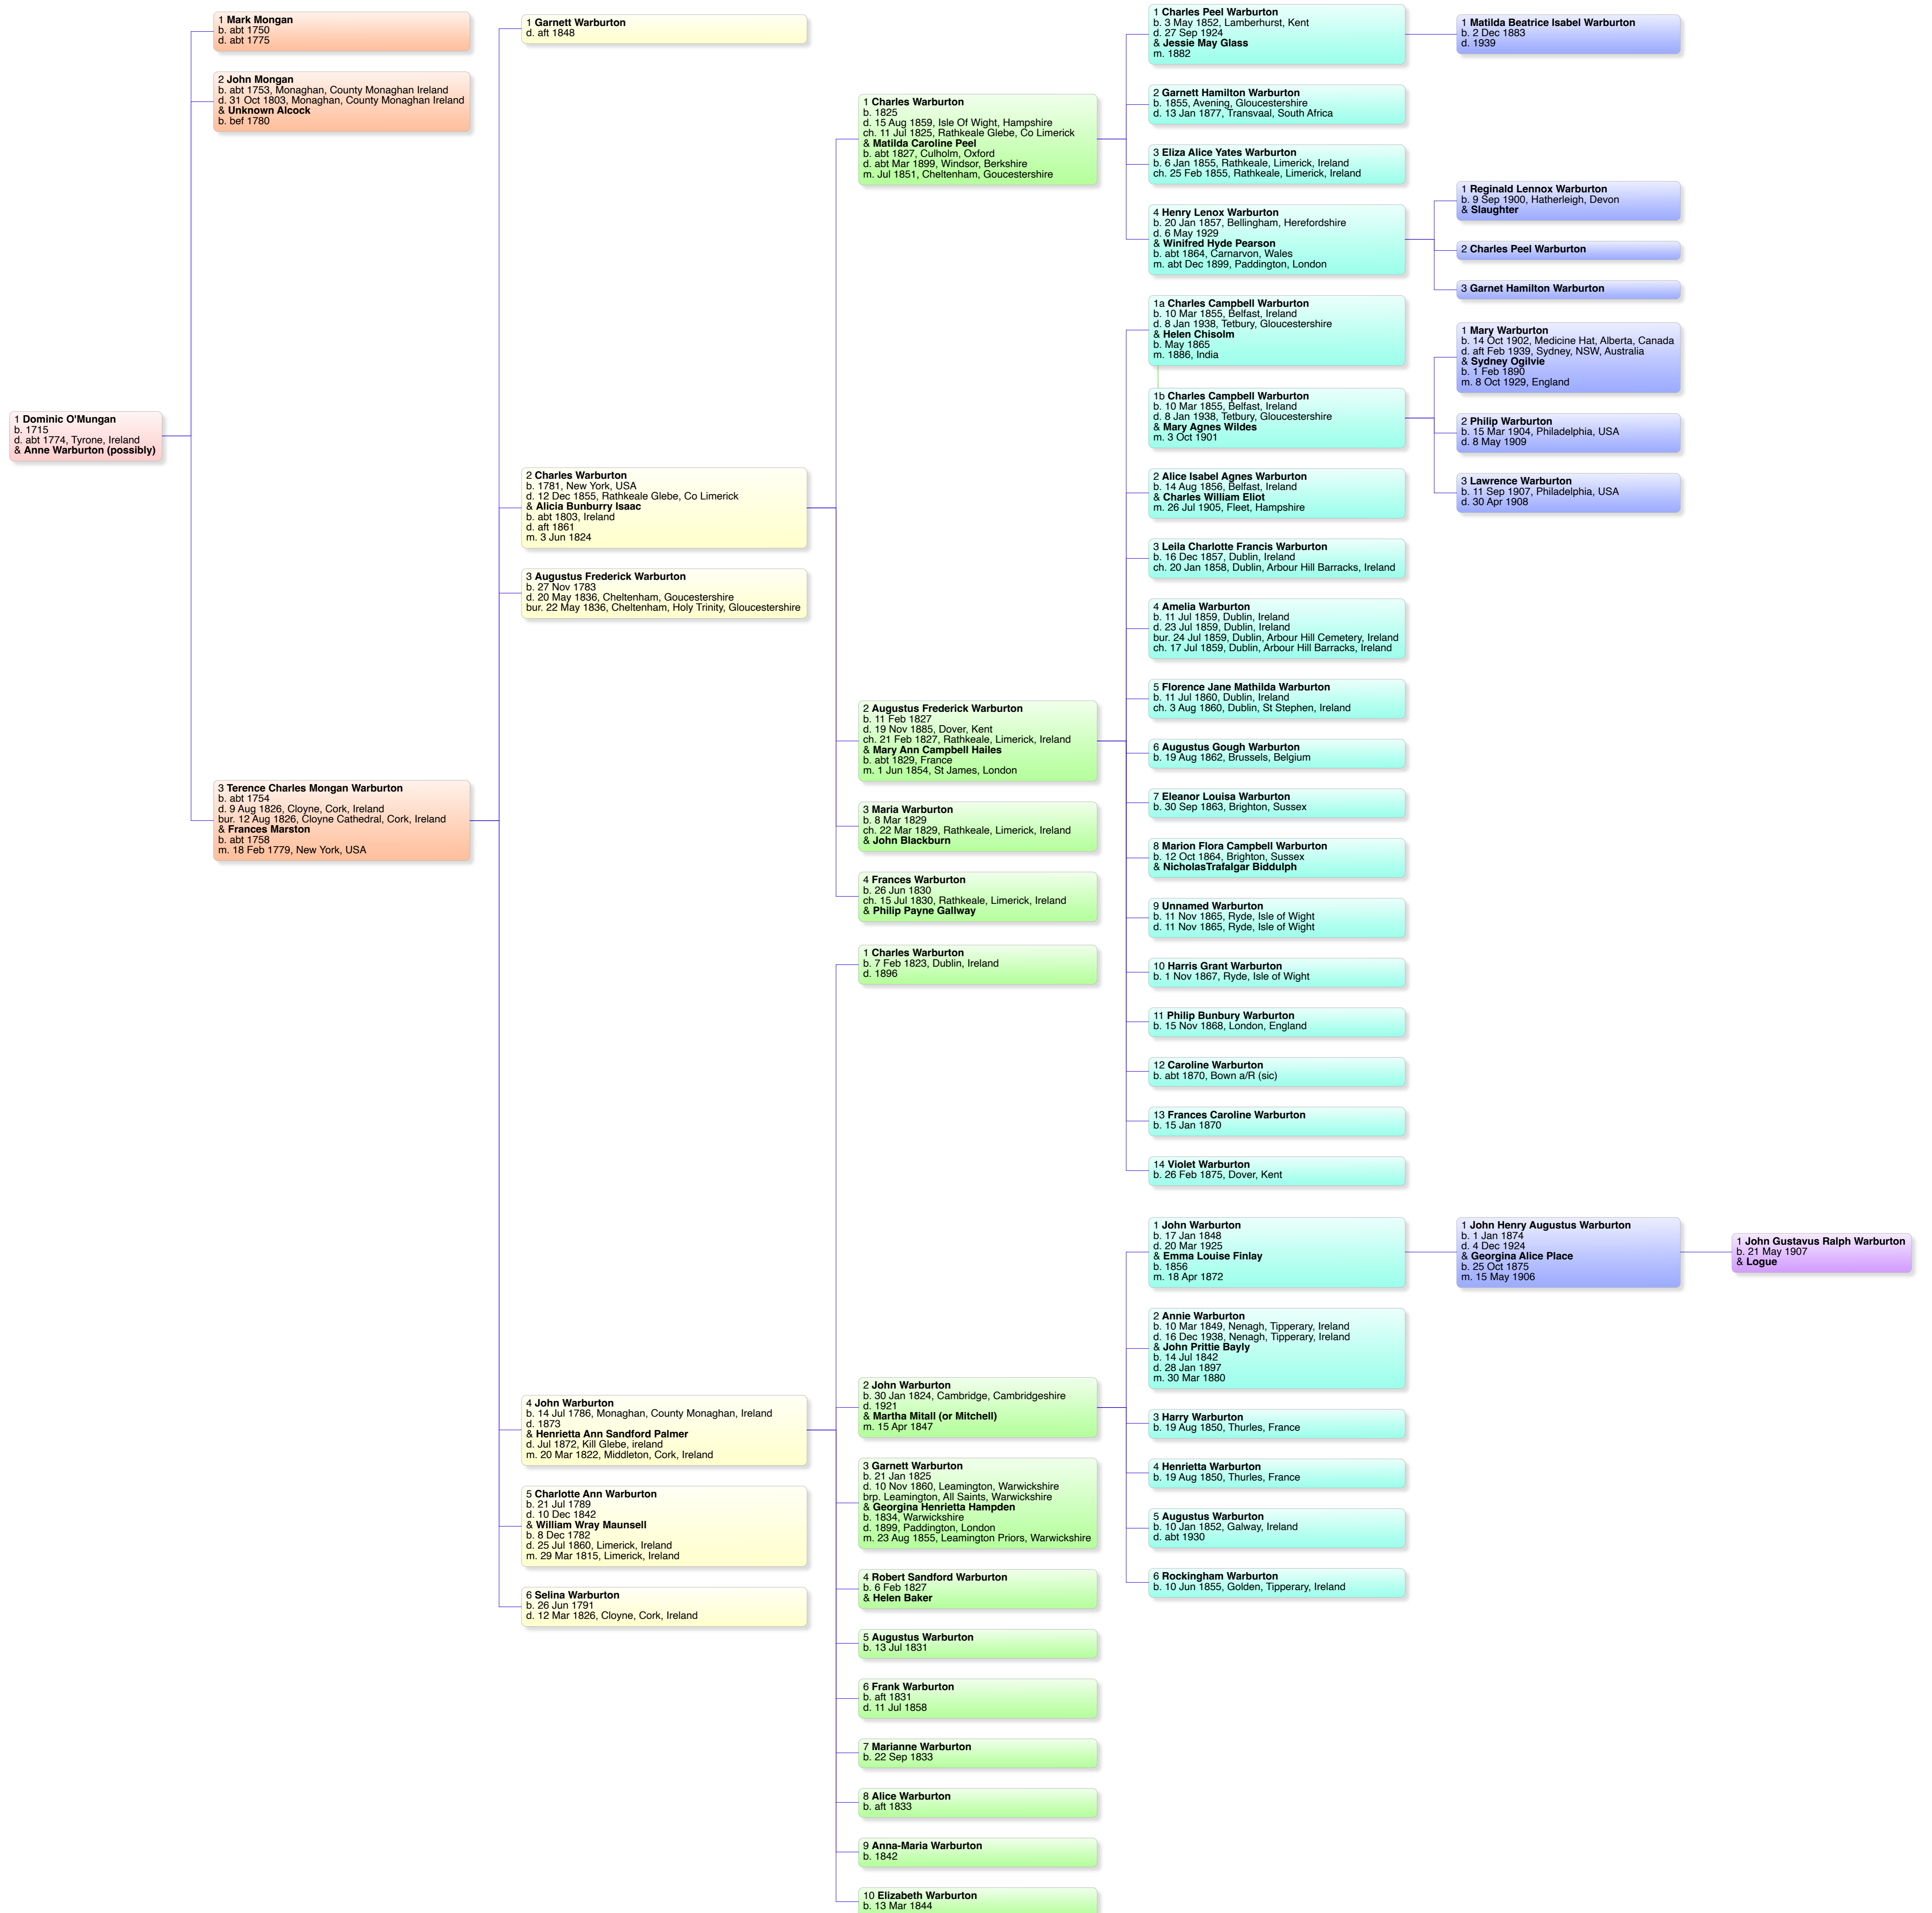 1 Dominic O'Mungan
b. 1715
d. abt 1774, Tyrone, Ireland
& Anne Warburton (possibly)
1 Mark Mongan
b. abt 1750
d. abt 1775
2 John Mongan
b. abt 1753, Monaghan, County Monaghan Ireland
d. 31 Oct 1803, Monaghan, County Monaghan Ireland
& Unknown Alcock
b. bef 1780
3 Terence Charles Mongan Warburton
b. abt 1754
d. 9 Aug 1826, Cloyne, Cork, Ireland
bur. 12 Aug 1826, Cloyne Cathedral, Cork, Ireland
& Frances Marston
b. abt 1758
m. 18 Feb 1779, New York, USA
1 Garnett Warburton
d. aft 1848
2 Charles Warburton
b. 1781, New York, USA
d. 12 Dec 1855, Rathkeale Glebe, Co Limerick
& Alicia Bunburry Isaac
b. abt 1803, Ireland
d. aft 1861
m. 3 Jun 1824
3 Augustus Frederick Warburton
b. 27 Nov 1783
d. 20 May 1836, Cheltenham, Goucestershire
bur. 22 May 1836, Cheltenham, Holy Trinity, Gloucestershire
4 John Warburton
b. 14 Jul 1786, Monaghan, County Monaghan, Ireland
d. 1873
& Henrietta Ann Sandford Palmer
d. Jul 1872, Kill Glebe, ireland
m. 20 Mar 1822, Middleton, Cork, Ireland
5 Charlotte Ann Warburton
b. 21 Jul 1789
d. 10 Dec 1842
& William Wray Maunsell
b. 8 Dec 1782
d. 25 Jul 1860, Limerick, Ireland
m. 29 Mar 1815, Limerick, Ireland
6 Selina Warburton
b. 26 Jun 1791
d. 12 Mar 1826, Cloyne, Cork, Ireland
1 Charles Warburton
b. 1825
d. 15 Aug 1859, Isle Of Wight, Hampshire
ch. 11 Jul 1825, Rathkeale Glebe, Co Limerick
& Matilda Caroline Peel
b. abt 1827, Culholm, Oxford
d. abt Mar 1899, Windsor, Berkshire
m. Jul 1851, Cheltenham, Goucestershire
2 Augustus Frederick Warburton
b. 11 Feb 1827
d. 19 Nov 1885, Dover, Kent
ch. 21 Feb 1827, Rathkeale, Limerick, Ireland
& Mary Ann Campbell Hailes
b. abt 1829, France
m. 1 Jun 1854, St James, London
3 Maria Warburton
b. 8 Mar 1829
ch. 22 Mar 1829, Rathkeale, Limerick, Ireland
& John Blackburn
4 Frances Warburton
b. 26 Jun 1830
ch. 15 Jul 1830, Rathkeale, Limerick, Ireland
& Philip Payne Gallway
1 Charles Warburton
b. 7 Feb 1823, Dublin, Ireland
d. 1896
2 John Warburton
b. 30 Jan 1824, Cambridge, Cambridgeshire
d. 1921
& Martha Mitall (or Mitchell)
m. 15 Apr 1847
3 Garnett Warburton
b. 21 Jan 1825
d. 10 Nov 1860, Leamington, Warwickshire
brp. Leamington, All Saints, Warwickshire
& Georgina Henrietta Hampden
b. 1834, Warwickshire
d. 1899, Paddington, London
m. 23 Aug 1855, Leamington Priors, Warwickshire
4 Robert Sandford Warburton
b. 6 Feb 1827
& Helen Baker
5 Augustus Warburton
b. 13 Jul 1831
6 Frank Warburton
b. aft 1831
d. 11 Jul 1858
7 Marianne Warburton
b. 22 Sep 1833
8 Alice Warburton
b. aft 1833
9 Anna-Maria Warburton
b. 1842
10 Elizabeth Warburton
b. 13 Mar 1844
1 Charles Peel Warburton
b. 3 May 1852, Lamberhurst, Kent
d. 27 Sep 1924
& Jessie May Glass
m. 1882
2 Garnett Hamilton Warburton
b. 1855, Avening, Gloucestershire
d. 13 Jan 1877, Transvaal, South Africa
3 Eliza Alice Yates Warburton
b. 6 Jan 1855, Rathkeale, Limerick, Ireland
ch. 25 Feb 1855, Rathkeale, Limerick, Ireland
4 Henry Lenox Warburton
b. 20 Jan 1857, Bellingham, Herefordshire
d. 6 May 1929
& Winifred Hyde Pearson
b. abt 1864, Carnarvon, Wales
m. abt Dec 1899, Paddington, London
1a Charles Campbell Warburton
b. 10 Mar 1855, Belfast, Ireland
d. 8 Jan 1938, Tetbury, Gloucestershire
& Helen Chisolm
b. May 1865
m. 1886, India
1b Charles Campbell Warburton
b. 10 Mar 1855, Belfast, Ireland
d. 8 Jan 1938, Tetbury, Gloucestershire
& Mary Agnes Wildes
m. 3 Oct 1901
2 Alice Isabel Agnes Warburton
b. 14 Aug 1856, Belfast, Ireland
& Charles William Eliot
m. 26 Jul 1905, Fleet, Hampshire
3 Leila Charlotte Francis Warburton
b. 16 Dec 1857, Dublin, Ireland
ch. 20 Jan 1858, Dublin, Arbour Hill Barracks, Ireland
4 Amelia Warburton
b. 11 Jul 1859, Dublin, Ireland
d. 23 Jul 1859, Dublin, Ireland
bur. 24 Jul 1859, Dublin, Arbour Hill Cemetery, Ireland
ch. 17 Jul 1859, Dublin, Arbour Hill Barracks, Ireland
5 Florence Jane Mathilda Warburton
b. 11 Jul 1860, Dublin, Ireland
ch. 3 Aug 1860, Dublin, St Stephen, Ireland
6 Augustus Gough Warburton
b. 19 Aug 1862, Brussels, Belgium
7 Eleanor Louisa Warburton
b. 30 Sep 1863, Brighton, Sussex
8 Marion Flora Campbell Warburton
b. 12 Oct 1864, Brighton, Sussex
& NicholasTrafalgar Biddulph
9 Unnamed Warburton
b. 11 Nov 1865, Ryde, Isle of Wight
d. 11 Nov 1865, Ryde, Isle of Wight
10 Harris Grant Warburton
b. 1 Nov 1867, Ryde, Isle of Wight
11 Philip Bunbury Warburton
b. 15 Nov 1868, London, England
12 Caroline Warburton
b. abt 1870, Bown a/R (sic)
13 Frances Caroline Warburton
b. 15 Jan 1870
14 Violet Warburton
b. 26 Feb 1875, Dover, Kent
1 John Warburton
b. 17 Jan 1848
d. 20 Mar 1925
& Emma Louise Finlay
b. 1856
m. 18 Apr 1872
2 Annie Warburton
b. 10 Mar 1849, Nenagh, Tipperary, Ireland
d. 16 Dec 1938, Nenagh, Tipperary, Ireland
& John Prittie Bayly
b. 14 Jul 1842
d. 28 Jan 1897
m. 30 Mar 1880
3 Harry Warburton
b. 19 Aug 1850, Thurles, France
4 Henrietta Warburton
b. 19 Aug 1850, Thurles, France
5 Augustus Warburton
b. 10 Jan 1852, Galway, Ireland
d. abt 1930
6 Rockingham Warburton
b. 10 Jun 1855, Golden, Tipperary, Ireland
1 Matilda Beatrice Isabel Warburton
b. 2 Dec 1883
d. 1939
1 Reginald Lennox Warburton
b. 9 Sep 1900, Hatherleigh, Devon
& Slaughter
2 Charles Peel Warburton
3 Garnet Hamilton Warburton
1 Mary Warburton
b. 14 Oct 1902, Medicine Hat, Alberta, Canada
d. aft Feb 1939, Sydney, NSW, Australia
& Sydney Ogilvie
b. 1 Feb 1890
m. 8 Oct 1929, England
2 Philip Warburton
b. 15 Mar 1904, Philadelphia, USA
d. 8 May 1909
3 Lawrence Warburton
b. 11 Sep 1907, Philadelphia, USA
d. 30 Apr 1908
1 John Henry Augustus Warburton
b. 1 Jan 1874
d. 4 Dec 1924
& Georgina Alice Place
b. 25 Oct 1875
m. 15 May 1906
1 John Gustavus Ralph Warburton
b. 21 May 1907
& Logue